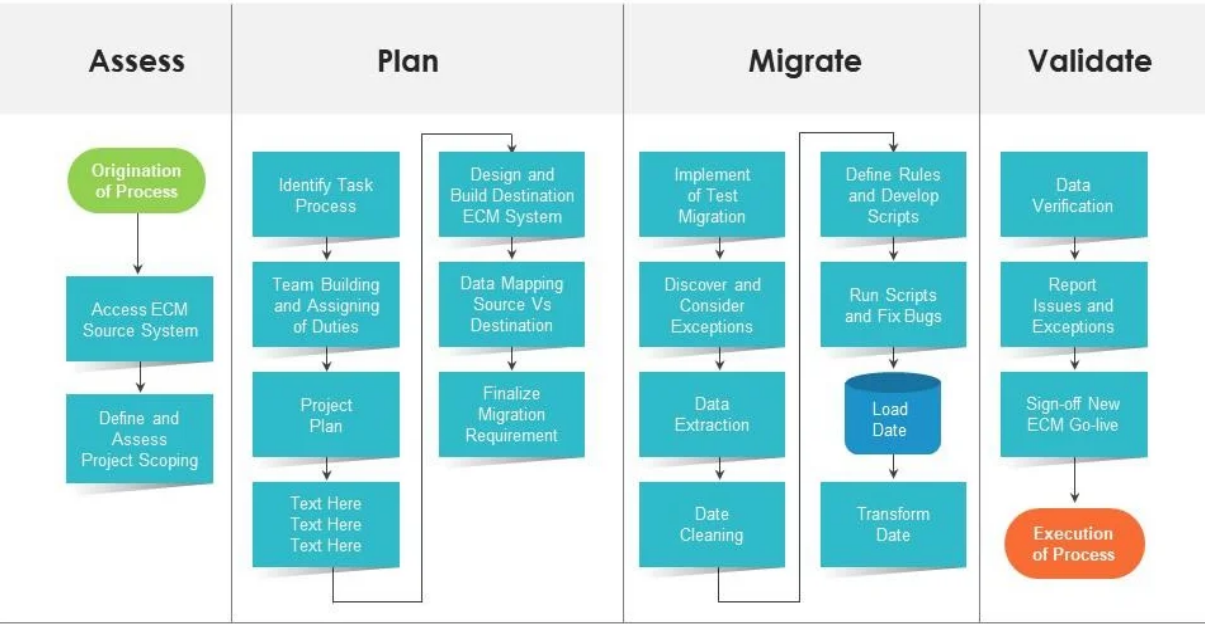 Assess
Plan
Migrate
Validate
Origination
of Process
Access ECM
Source System
Define and
Assess
Project Scoping
Identify Task
Process
Team Building
and Assigning
of Duties
Project
Plan
Text Here
Text Here
Text Here
Design and
Build Destination
ECM System
Data Mapping
Source Vs
Destination
Finalize
Migration
Requirement
Implement
of Test
Migration
Discover and
Consider
Exceptions
Data
Extraction
Date
Cleaning
Define Rules
and Develop
Scripts
Run Scripts
and Fix Bugs
Load
Date
Transform
Date
Data
Verification
Report
Issues and
Exceptions
Sign-off New
ECM Go-live
Execution
of Process